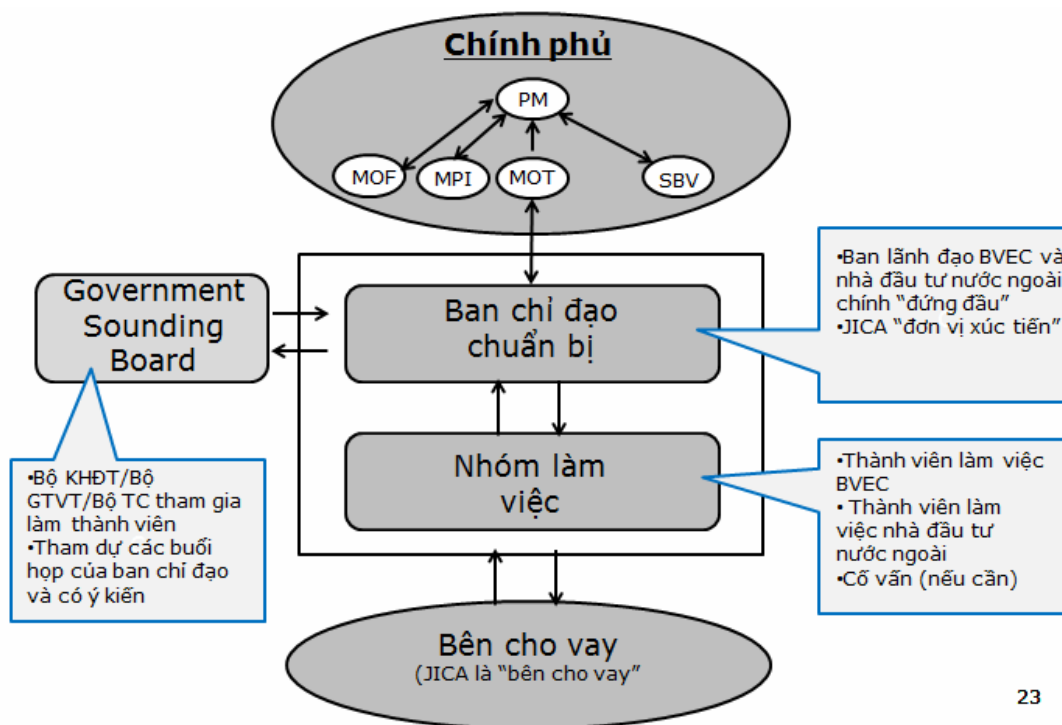 Chính phủ
PM
MOF
MPI
MOT
SBV
Government
Sounding
Board
Ban chỉ đạo
chuẩn bị
•Ban lãnh đạo BVEC và
nhà đầu tư nước ngoài
chính “đứng đầu”
•JICA “đơn vị xúc tiến”
•Bộ KHĐT/Bộ
GTVT/Bộ TC tham gia
làm thành viên
•Tham dự các buổi
họp của ban chỉ đạo
và có ý kiến
Nhóm làm
việc
•Thành viên làm việc
BVEC
• Thành viên làm
việc nhà đầu tư
nước ngoài
•Cố vấn (nếu cần)
Bên cho vay
(JICA là “bên cho vay”
23